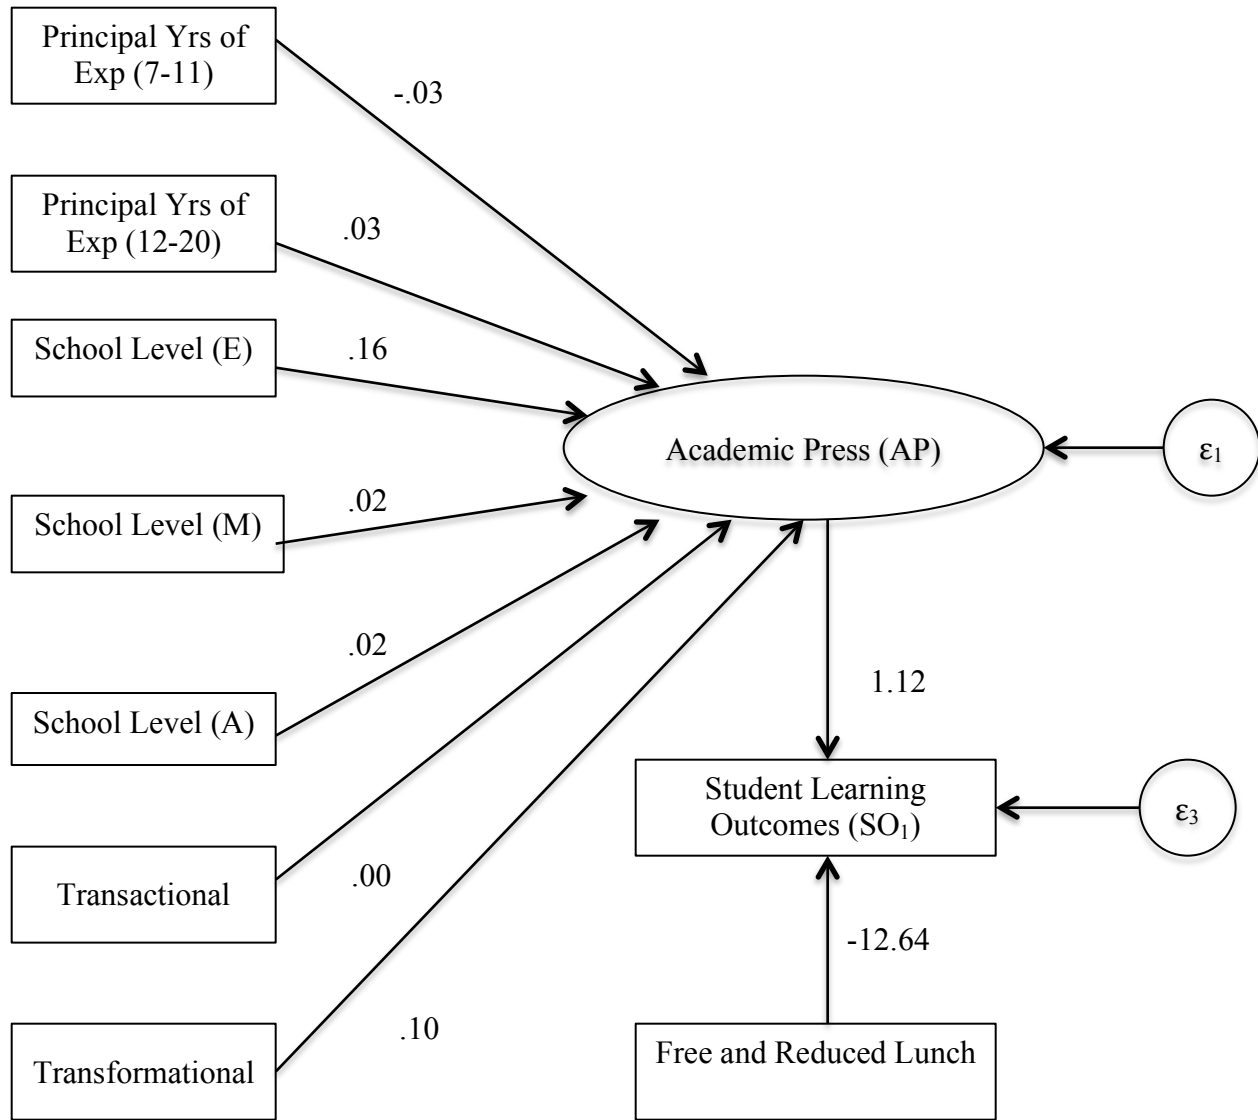 Principal Yrs of
Exp (7-11)
-.03
Principal Yrs of
Exp (12-20)
.03
School Level (E)
.16
Academic Press (AP)
ε₁
School Level (M)
.02
.02
School Level (A)
1.12
Student Learning
Outcomes (SO₁)
ε₃
Transactional
.00
-12.64
Transformational
.10
Free and Reduced Lunch